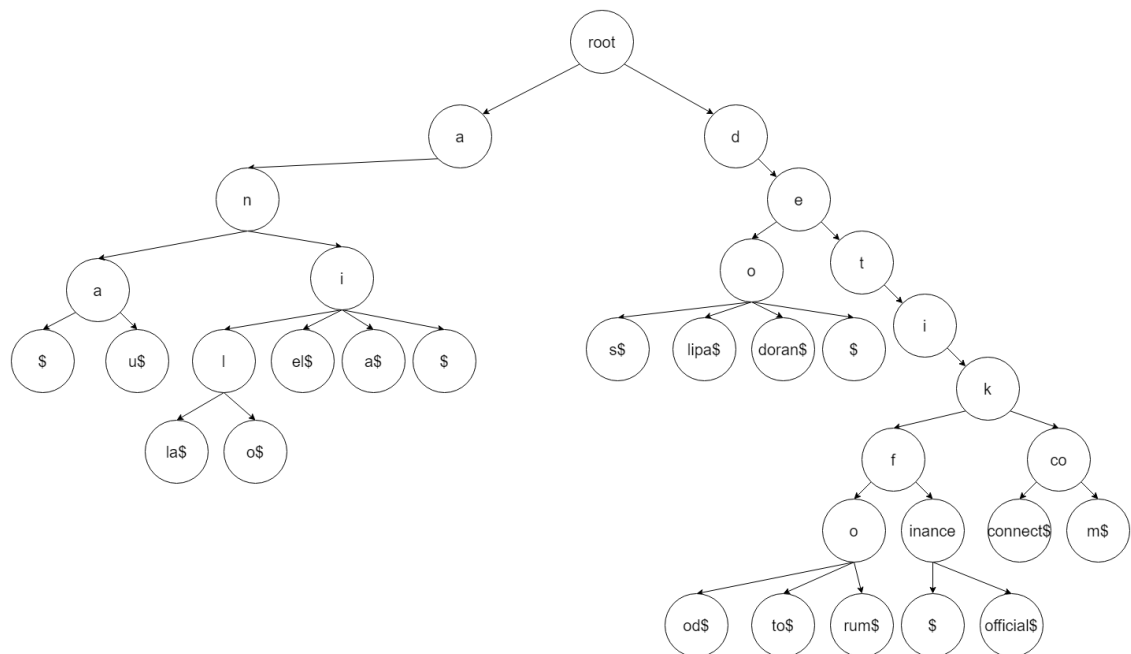 root
a
d
n
e
a
i
o
t
$
u$
l
el$
a$
$
s$
lipa$
doran$
$
i
la$
o$
k
f
co
o
inance
connect$
m$
od$
to$
rum$
$
official$